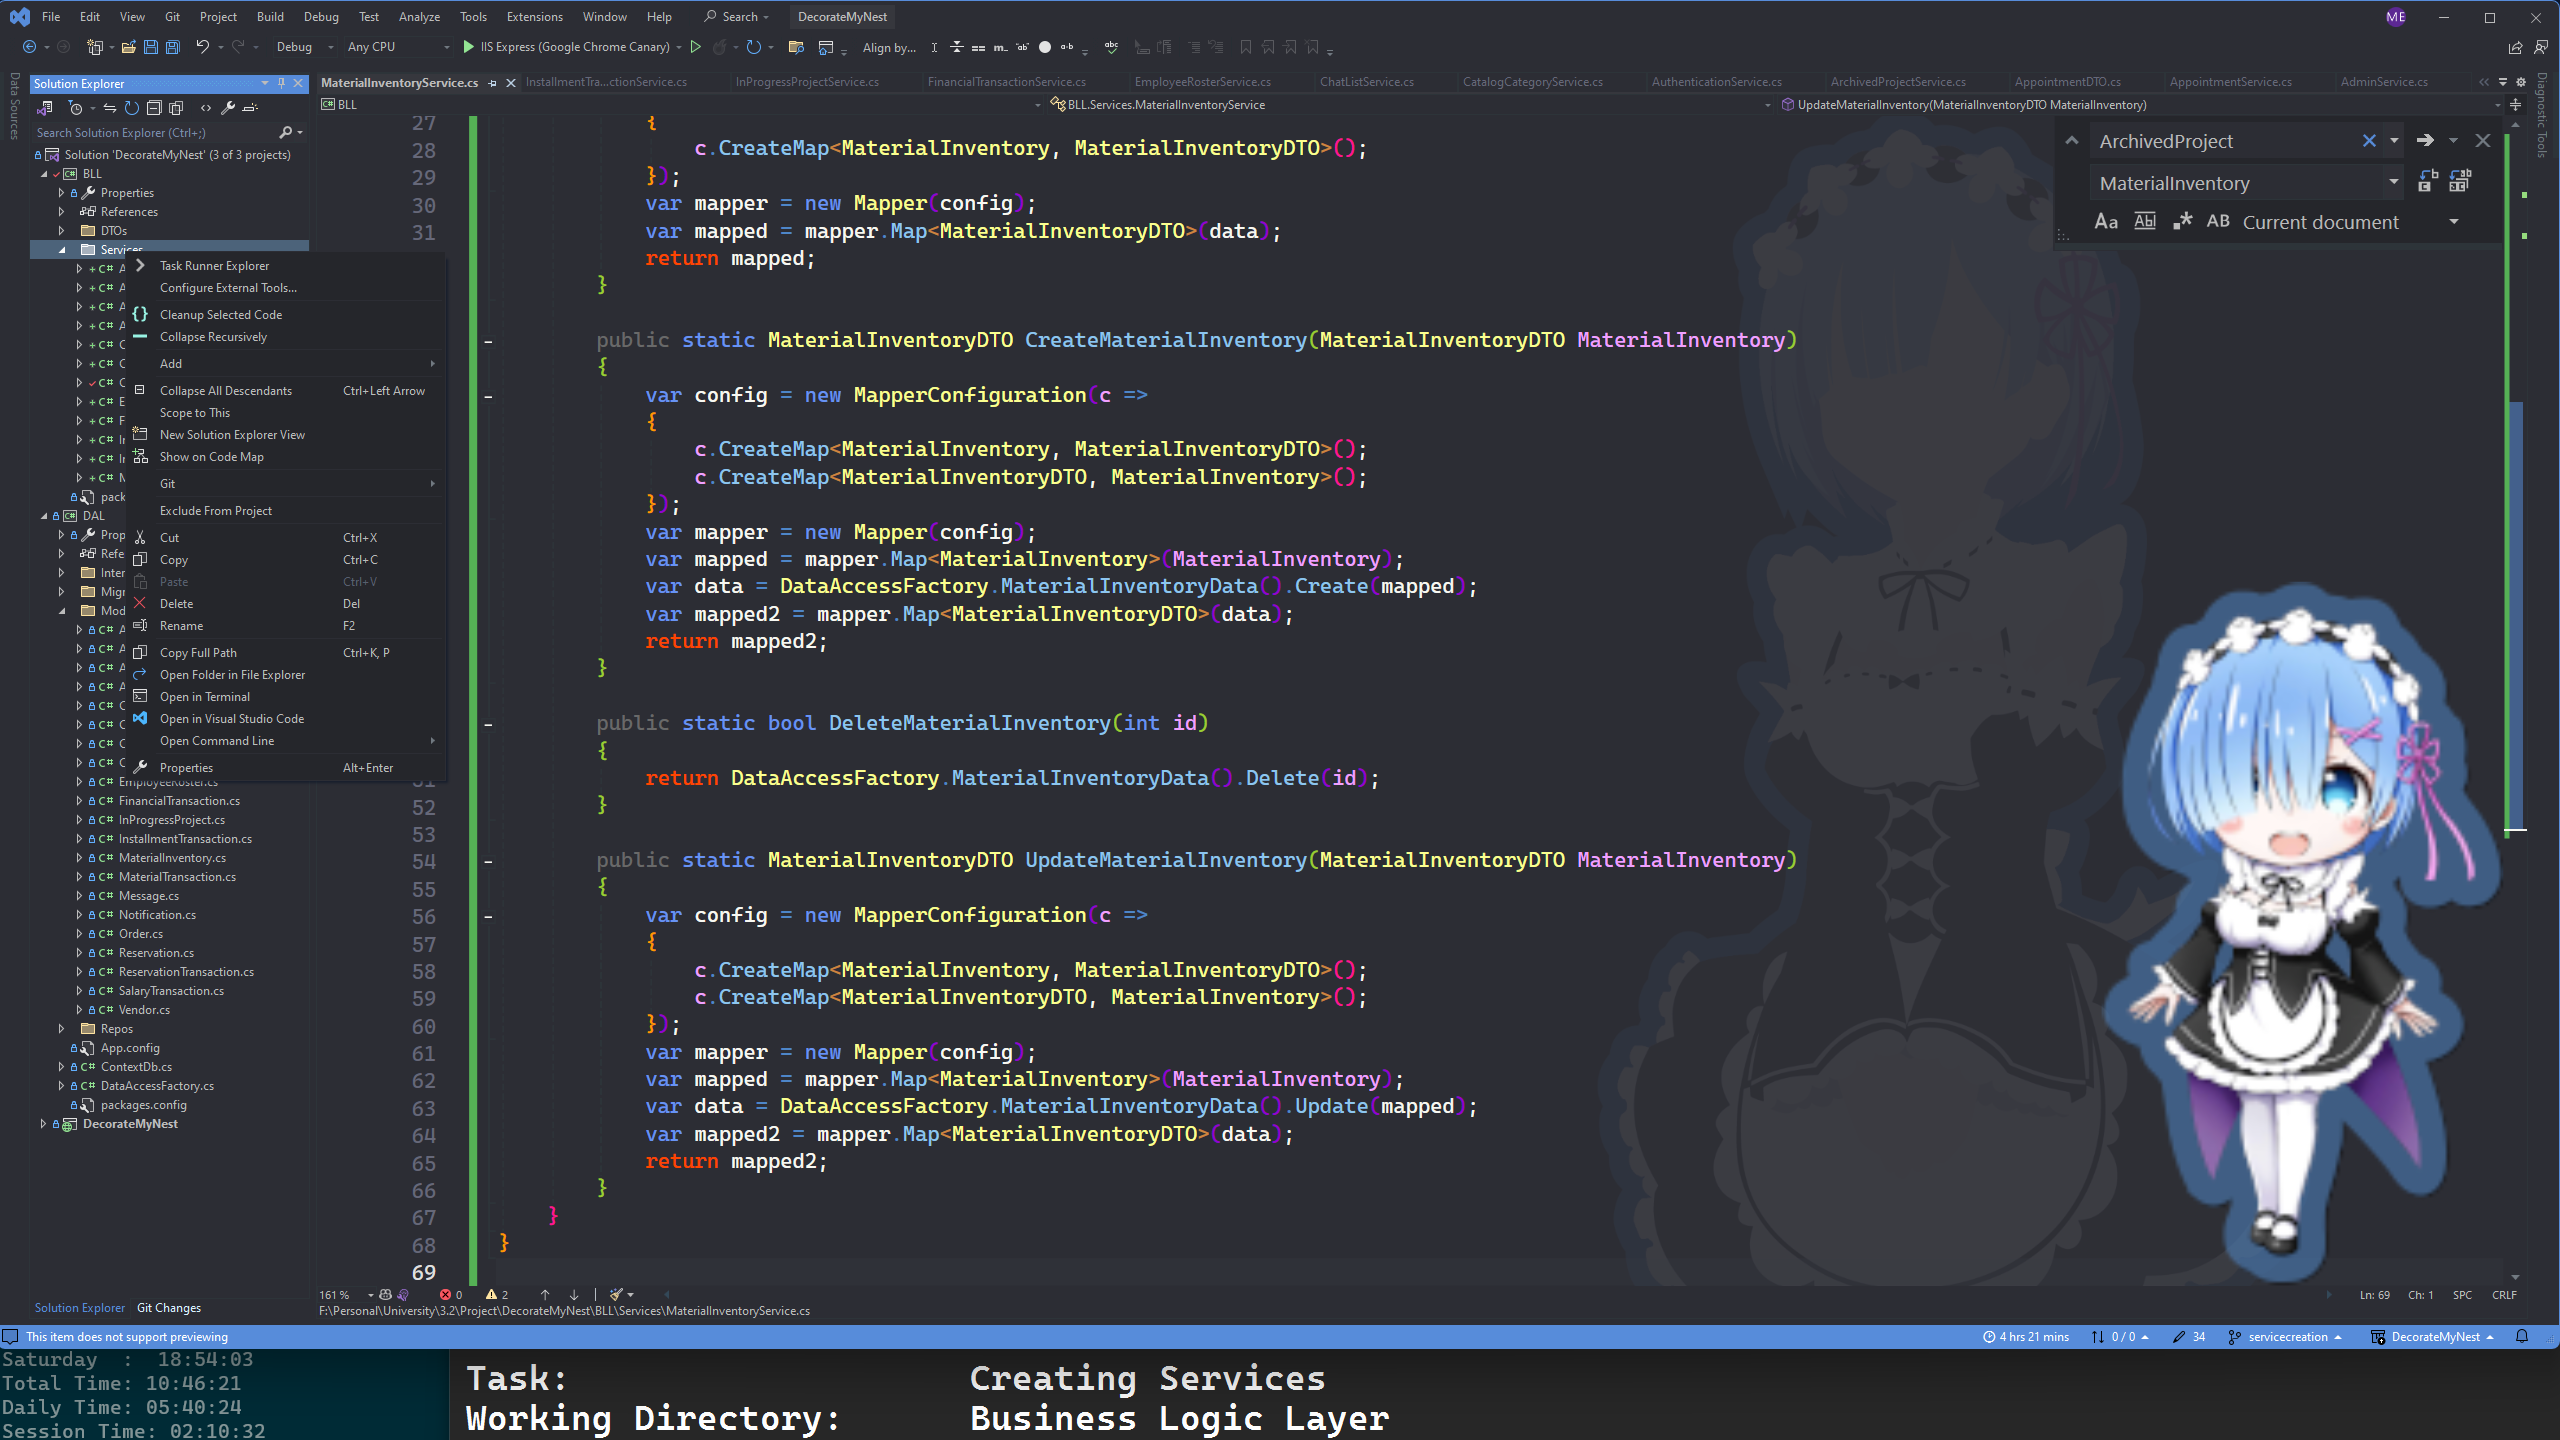 File Edit View Git Project Build Debug Test Analyze Tools Extensions Window Help Search DecorateMyNest ME
Debug Any CPU IIS Express (Google Chrome Canary) Align by...
Data Sources
Solution Explorer
Search Solution Explorer (Ctrl+;)
Solution 'DecorateMyNest' (3 of 3 projects)
BLL
Properties
References
DTOs
Services
C# A
C# A
C# A
C# A
C# C
C# C
C# C
C# E
C# F
C# In
C# In
C# M
pack
DAL
Prop
Refe
Inter
Migr
Mod
C# A
C# A
C# A
C# A
C# C
C# C
C# C
C# C
C# EmployeeRoster.cs
C# FinancialTransaction.cs
C# InProgressProject.cs
C# InstallmentTransaction.cs
C# MaterialInventory.cs
C# MaterialTransaction.cs
C# Message.cs
C# Notification.cs
C# Order.cs
C# Reservation.cs
C# ReservationTransaction.cs
C# SalaryTransaction.cs
C# Vendor.cs
Repos
App.config
C# ContextDb.cs
C# DataAccessFactory.cs
packages.config
DecorateMyNest
Solution Explorer Git Changes
Task Runner Explorer
Configure External Tools...
Cleanup Selected Code
Collapse Recursively
Add
Collapse All Descendants Ctrl+Left Arrow
Scope to This
New Solution Explorer View
Show on Code Map
Git
Exclude From Project
Cut Ctrl+X
Copy Ctrl+C
Paste Ctrl+V
Delete Del
Rename F2
Copy Full Path Ctrl+K, P
Open Folder in File Explorer
Open in Terminal
Open in Visual Studio Code
Open Command Line
Properties Alt+Enter
MaterialInventoryService.cs InstallmentTra...ctionService.cs InProgressProjectService.cs FinancialTransactionService.cs EmployeeRosterService.cs ChatListService.cs CatalogCategoryService.cs AuthenticationService.cs ArchivedProjectService.cs AppointmentDTO.cs AppointmentService.cs AdminService.cs
BLL BLL.Services.MaterialInventoryService UpdateMaterialInventory(MaterialInventoryDTO MaterialInventory)
Diagnostic Tools
ArchivedProject
MaterialInventory
Aa Abl .* AB Current document
27 {
28 c.CreateMap<MaterialInventory, MaterialInventoryDTO>();
29 });
30 var mapper = new Mapper(config);
31 var mapped = mapper.Map<MaterialInventoryDTO>(data);
return mapped;
}
public static MaterialInventoryDTO CreateMaterialInventory(MaterialInventoryDTO MaterialInventory)
{
var config = new MapperConfiguration(c =>
{
c.CreateMap<MaterialInventory, MaterialInventoryDTO>();
c.CreateMap<MaterialInventoryDTO, MaterialInventory>();
});
var mapper = new Mapper(config);
var mapped = mapper.Map<MaterialInventory>(MaterialInventory);
var data = DataAccessFactory.MaterialInventoryData().Create(mapped);
var mapped2 = mapper.Map<MaterialInventoryDTO>(data);
return mapped2;
}
public static bool DeleteMaterialInventory(int id)
{
51 return DataAccessFactory.MaterialInventoryData().Delete(id);
52 }
53
54 public static MaterialInventoryDTO UpdateMaterialInventory(MaterialInventoryDTO MaterialInventory)
55 {
56 var config = new MapperConfiguration(c =>
57 {
58 c.CreateMap<MaterialInventory, MaterialInventoryDTO>();
59 c.CreateMap<MaterialInventoryDTO, MaterialInventory>();
60 });
61 var mapper = new Mapper(config);
62 var mapped = mapper.Map<MaterialInventory>(MaterialInventory);
63 var data = DataAccessFactory.MaterialInventoryData().Update(mapped);
64 var mapped2 = mapper.Map<MaterialInventoryDTO>(data);
65 return mapped2;
66 }
67 }
68 }
69
161 % 0 2 Ln: 69 Ch: 1 SPC CRLF
F:\Personal\University\3.2\Project\DecorateMyNest\BLL\Services\MaterialInventoryService.cs
This item does not support previewing 4 hrs 21 mins 0 / 0 34 servicecreation DecorateMyNest
Saturday : 18:54:03
Total Time: 10:46:21
Daily Time: 05:40:24
Session Time: 02:10:32
Task: Creating Services
Working Directory: Business Logic Layer